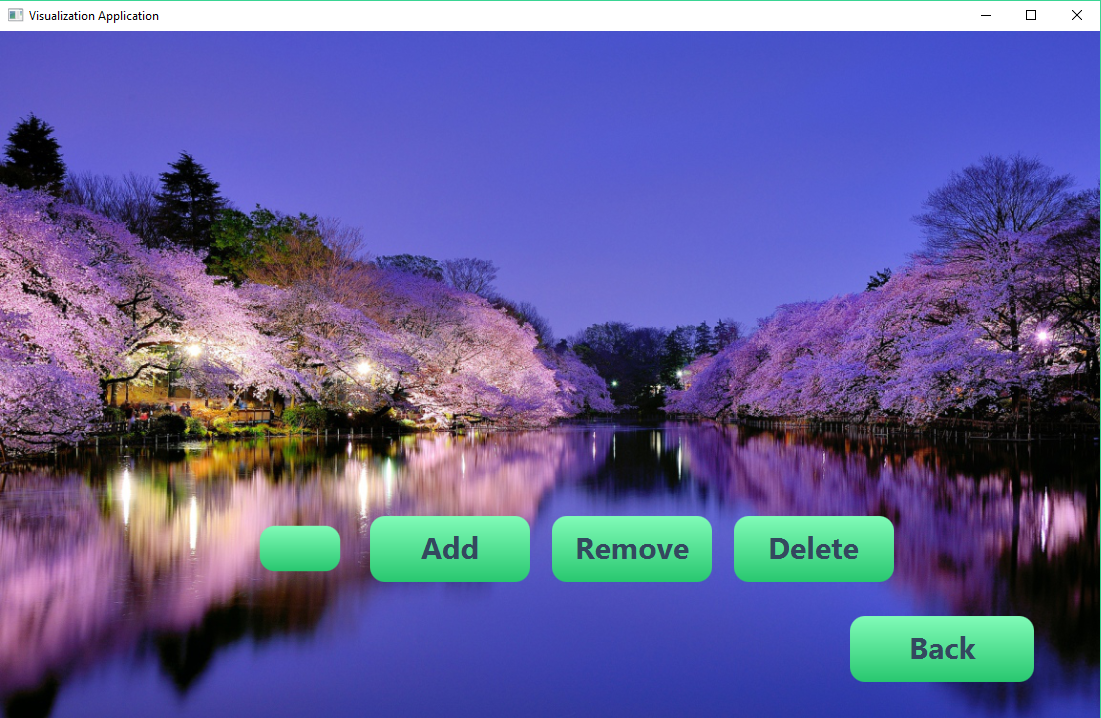 Visualization Application
Add
Remove
Delete
Back